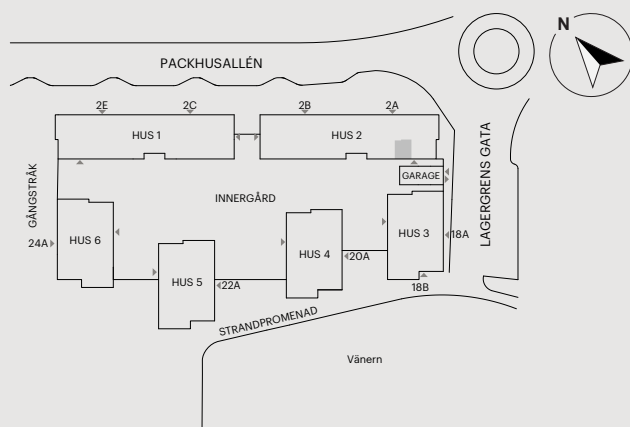 N
PACKHUSALLÉN
2E
2C
2B
2A
HUS 1
HUS 2
LAGERGRENS GATA
GARAGE
GÅNGSTRÅK
INNERGÅRD
24A
HUS 6
HUS 3
18A
HUS 4
20A
HUS 5
22A
18B
STRANDPROMENAD
Vänern